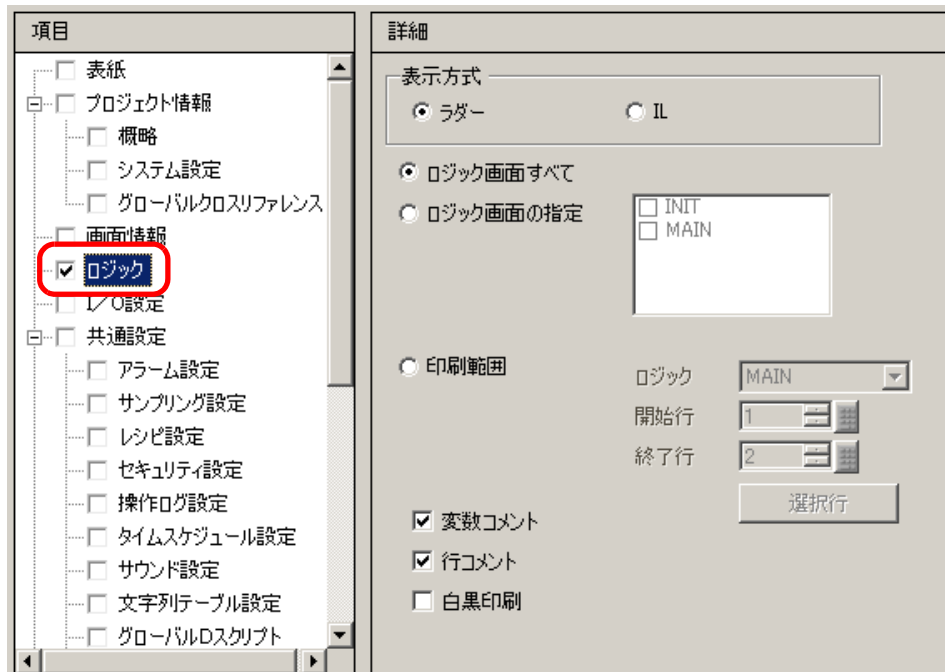 項目
表紙
プロジェクト情報
概略
システム設定
グローバルクロスリファレンス
画面情報
ロジック
I/O設定
共通設定
アラーム設定
サンプリング設定
レシピ設定
セキュリティ設定
操作ログ設定
タイムスケジュール設定
サウンド設定
文字列テーブル設定
グローバルDスクリプト
詳細
表示方式
ラダー IL
ロジック画面すべて
ロジック画面の指定
INIT
MAIN
印刷範囲
ロジック MAIN
開始行 1
終了行 2
選択行
変数コメント
行コメント
白黒印刷